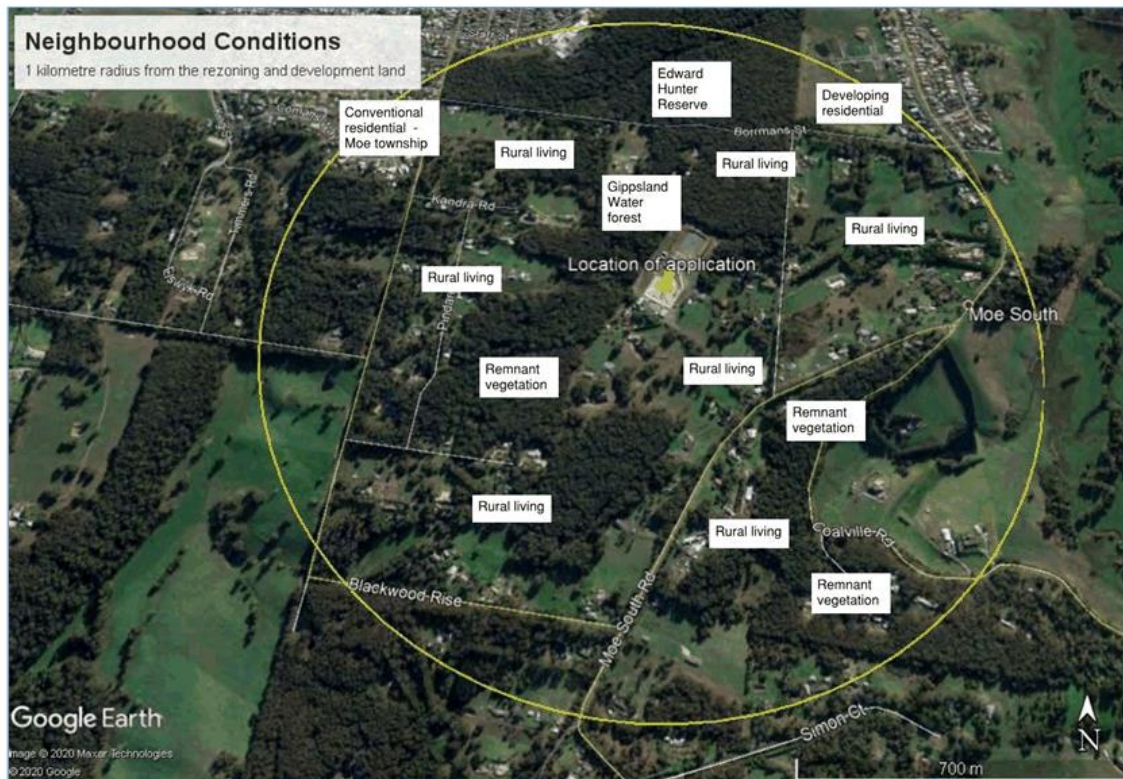 Neighbourhood Conditions
1 kilometre radius from the rezoning and development land
Edward
Hunter
Reserve
Developing
residential
Conventional
residential -
Moe township
Borrmans St
Rural living
Rural living
Gippsland
Water
forest
Kandra Rd
Rural living
Location of application
Rural living
Moe South
Remnant
vegetation
Rural living
Remnant
vegetation
Rural living
Rural living
Coalville-Rd
Remnant
vegetation
Blackwood-Rise
Moe-South-Rd
Simon-Ct
Google Earth
Image © 2020 Maxar Technologies
© 2020 Google
N
700 m